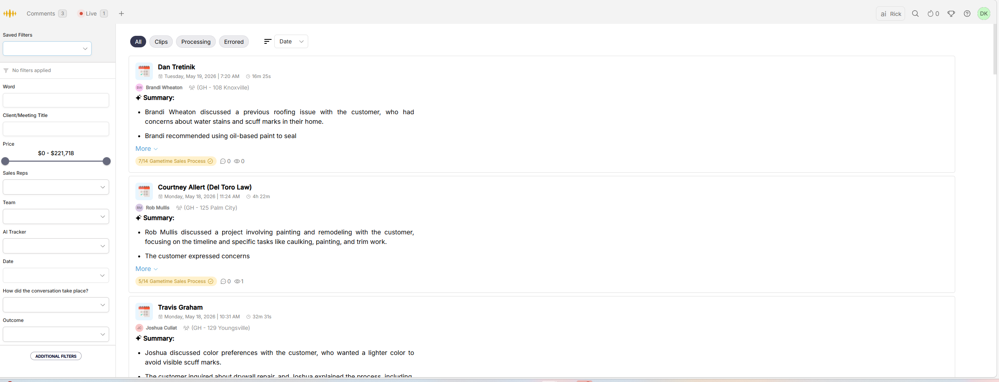 Comments 3 Live 1 + ai Rick 0 DK
Saved Filters
No filters applied
Word
Client/Meeting Title
Price
$0 - $221,718
Sales Reps
Team
AI Tracker
Date
How did the conversation take place?
Outcome
ADDITIONAL FILTERS
All Clips Processing Errored Date
Dan Tretinik
Tuesday, May 19, 2026 | 7:20 AM 16m 25s
BW Brandi Wheaton (GH - 108 Knoxville)
Summary:
• Brandi Wheaton discussed a previous roofing issue with the customer, who had
concerns about water stains and scuff marks in their home.
• Brandi recommended using oil-based paint to seal
More
7/14 Gametime Sales Process 0 0
Courtney Allert (Del Toro Law)
Monday, May 18, 2026 | 11:24 AM 4h 22m
RM Rob Mullis (GH - 125 Palm City)
Summary:
• Rob Mullis discussed a project involving painting and remodeling with the customer,
focusing on the timeline and specific tasks like caulking, painting, and trim work.
• The customer expressed concerns
More
5/14 Gametime Sales Process 0 1
Travis Graham
Monday, May 18, 2026 | 10:31 AM 32m 31s
JC Joshua Culiat (GH - 129 Youngsville)
Summary:
• Joshua discussed color preferences with the customer, who wanted a lighter color to
avoid visible scuff marks.
• The customer inquired about drywall repair, and Joshua explained the process, including